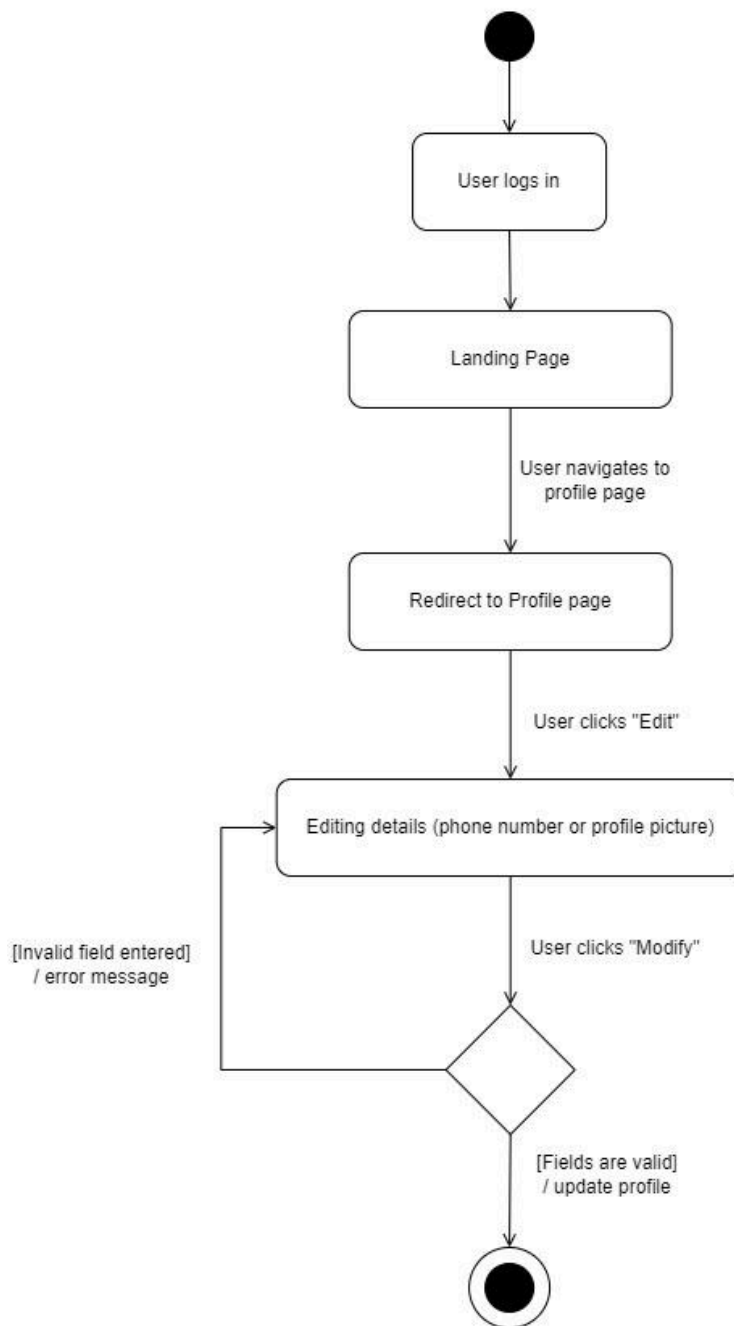 User logs in
Landing Page
User navigates to
profile page
Redirect to Profile page
User clicks "Edit"
Editing details (phone number or profile picture)
[Invalid field entered]
/ error message
User clicks "Modify"
[Fields are valid]
/ update profile